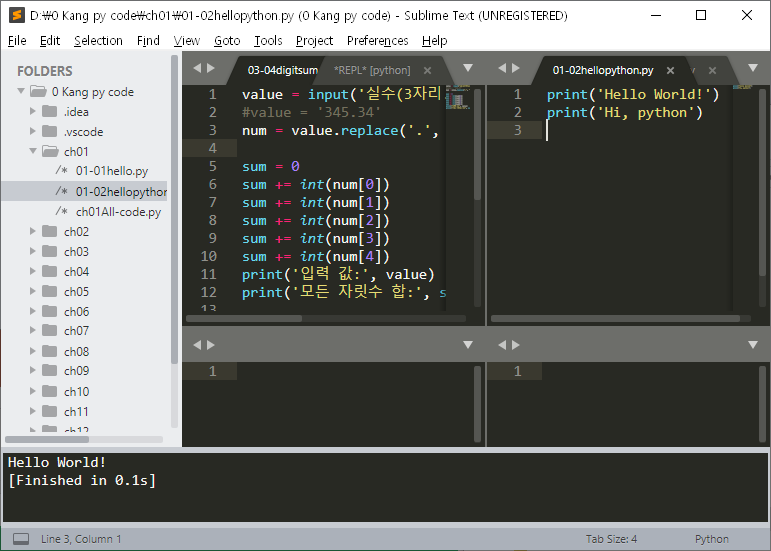 D:₩0 Kang py code₩ch01₩01-02hellopython.py (0 Kang py code) - Sublime Text (UNREGISTERED)
File Edit Selection Find View Goto Tools Project Preferences Help
FOLDERS
0 Kang py code
.idea
.vscode
ch01
/* 01-01hello.py
/* 01-02hellopython
/* ch01All-code.py
ch02
ch03
ch04
ch05
ch06
ch07
ch08
ch09
ch10
ch11
ch12
03-04digitsum *REPL* [python]
1 value = input('실수(3자리
2 #value = '345.34'
3 num = value.replace('.',
4
5 sum = 0
6 sum += int(num[0])
7 sum += int(num[1])
8 sum += int(num[2])
9 sum += int(num[3])
10 sum += int(num[4])
11 print('입력 값:', value)
12 print('모든 자릿수 합:', s
13
01-02hellopython.py
1 print('Hello World!')
2 print('Hi, python')
3
1
1
Hello World!
[Finished in 0.1s]
Line 3, Column 1 Tab Size: 4 Python